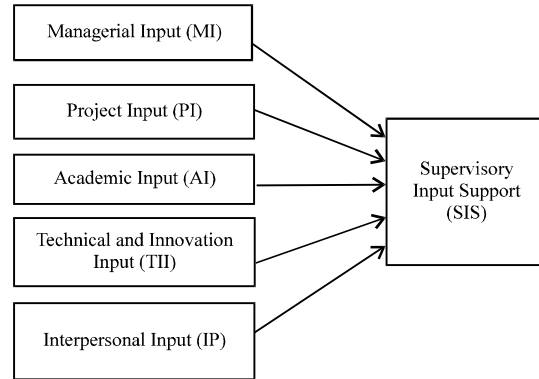 Managerial Input (MI)
Project Input (PI)
Academic Input (AI)
Technical and Innovation
Input (TII)
Interpersonal Input (IP)
Supervisory
Input Support
(SIS)